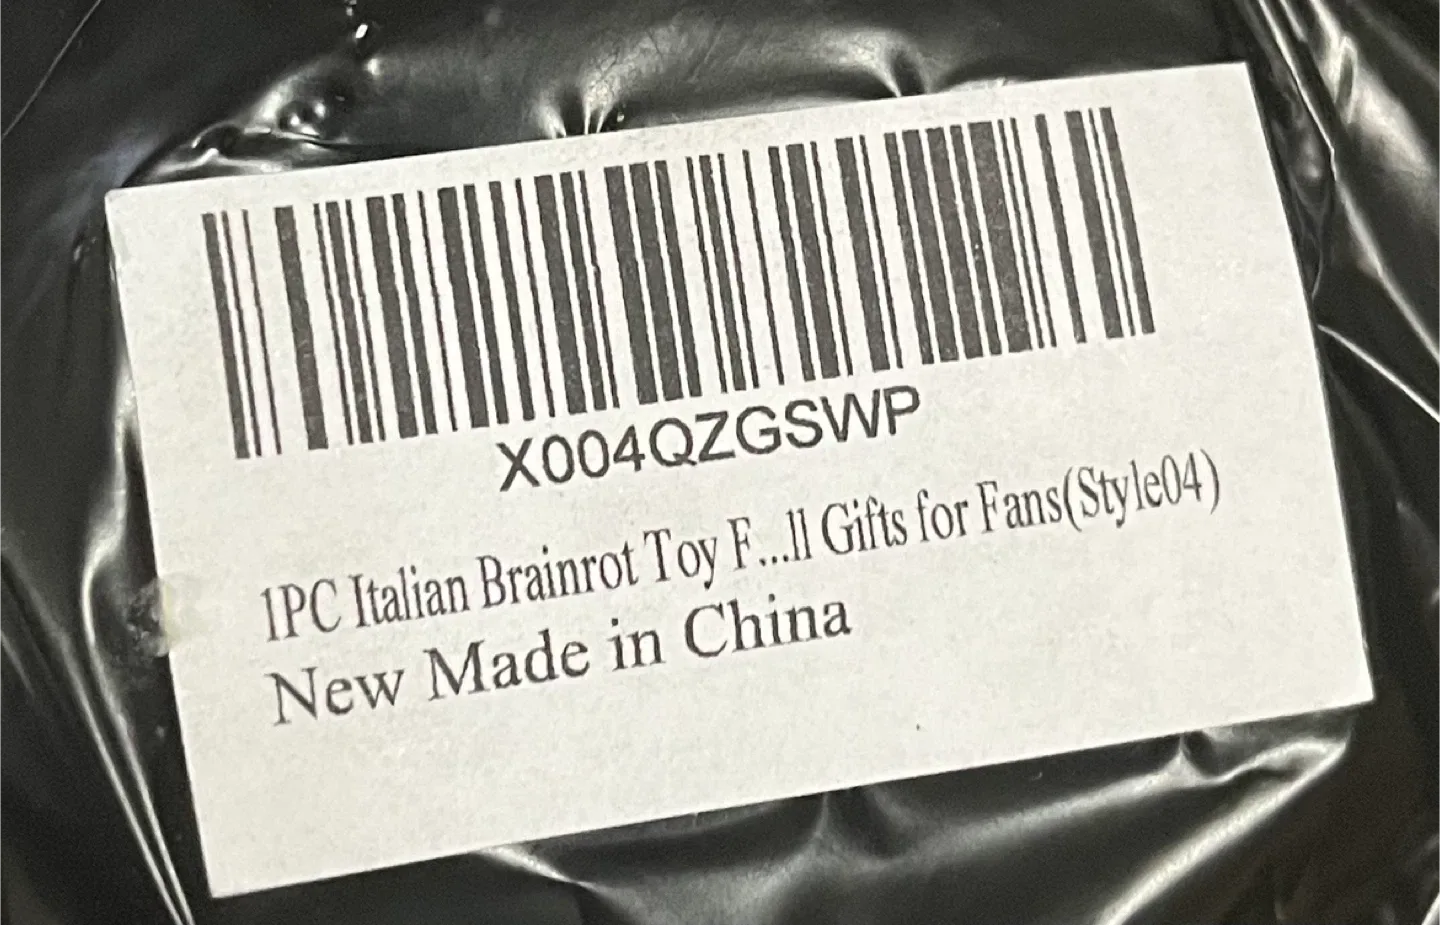 X004QZGSWP
1PC Italian Brainrot Toy F...ll Gifts for Fans(Style04)
New Made in China